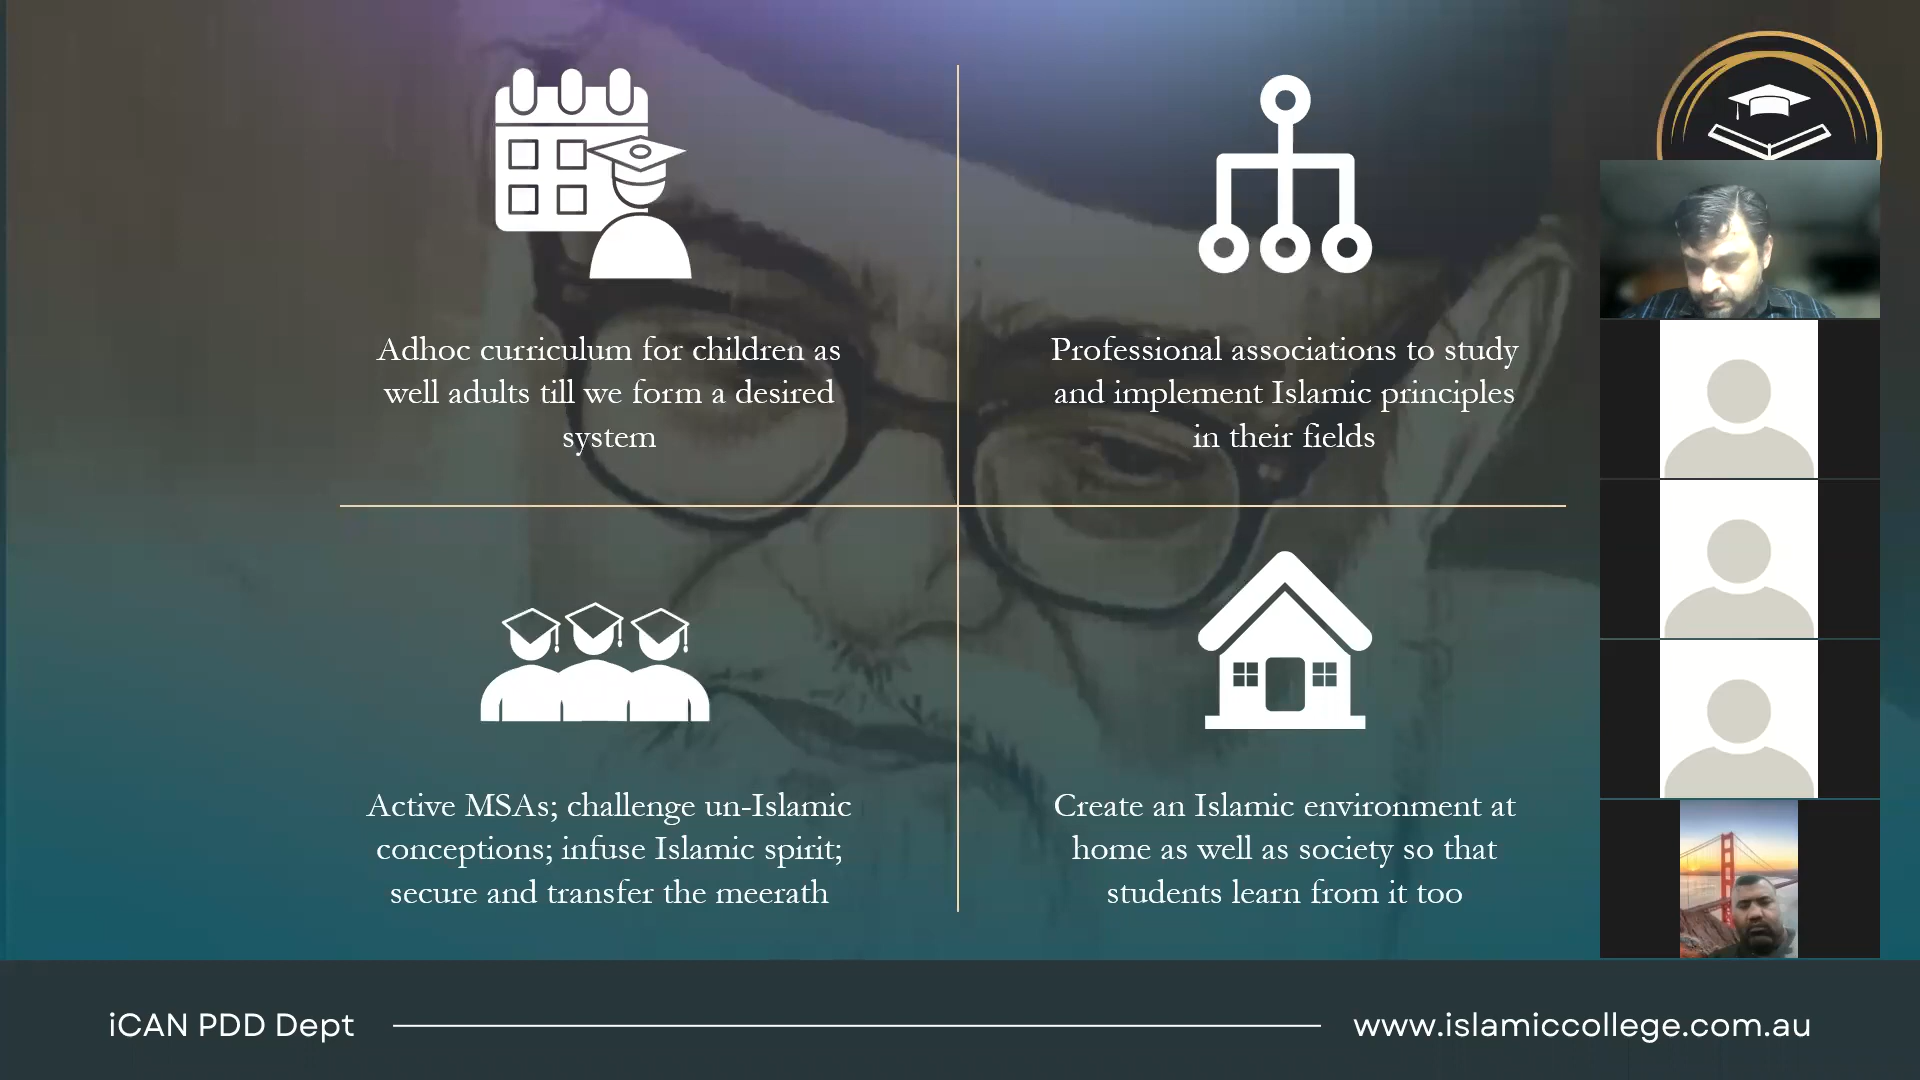 Adhoc curriculum for children as
well adults till we form a desired
system
Professional associations to study
and implement Islamic principles
in their fields
Active MSAs; challenge un-Islamic
conceptions; infuse Islamic spirit;
secure and transfer the meerath
Create an Islamic environment at
home as well as society so that
students learn from it too
iCAN PDD Dept
www.islamiccollege.com.au